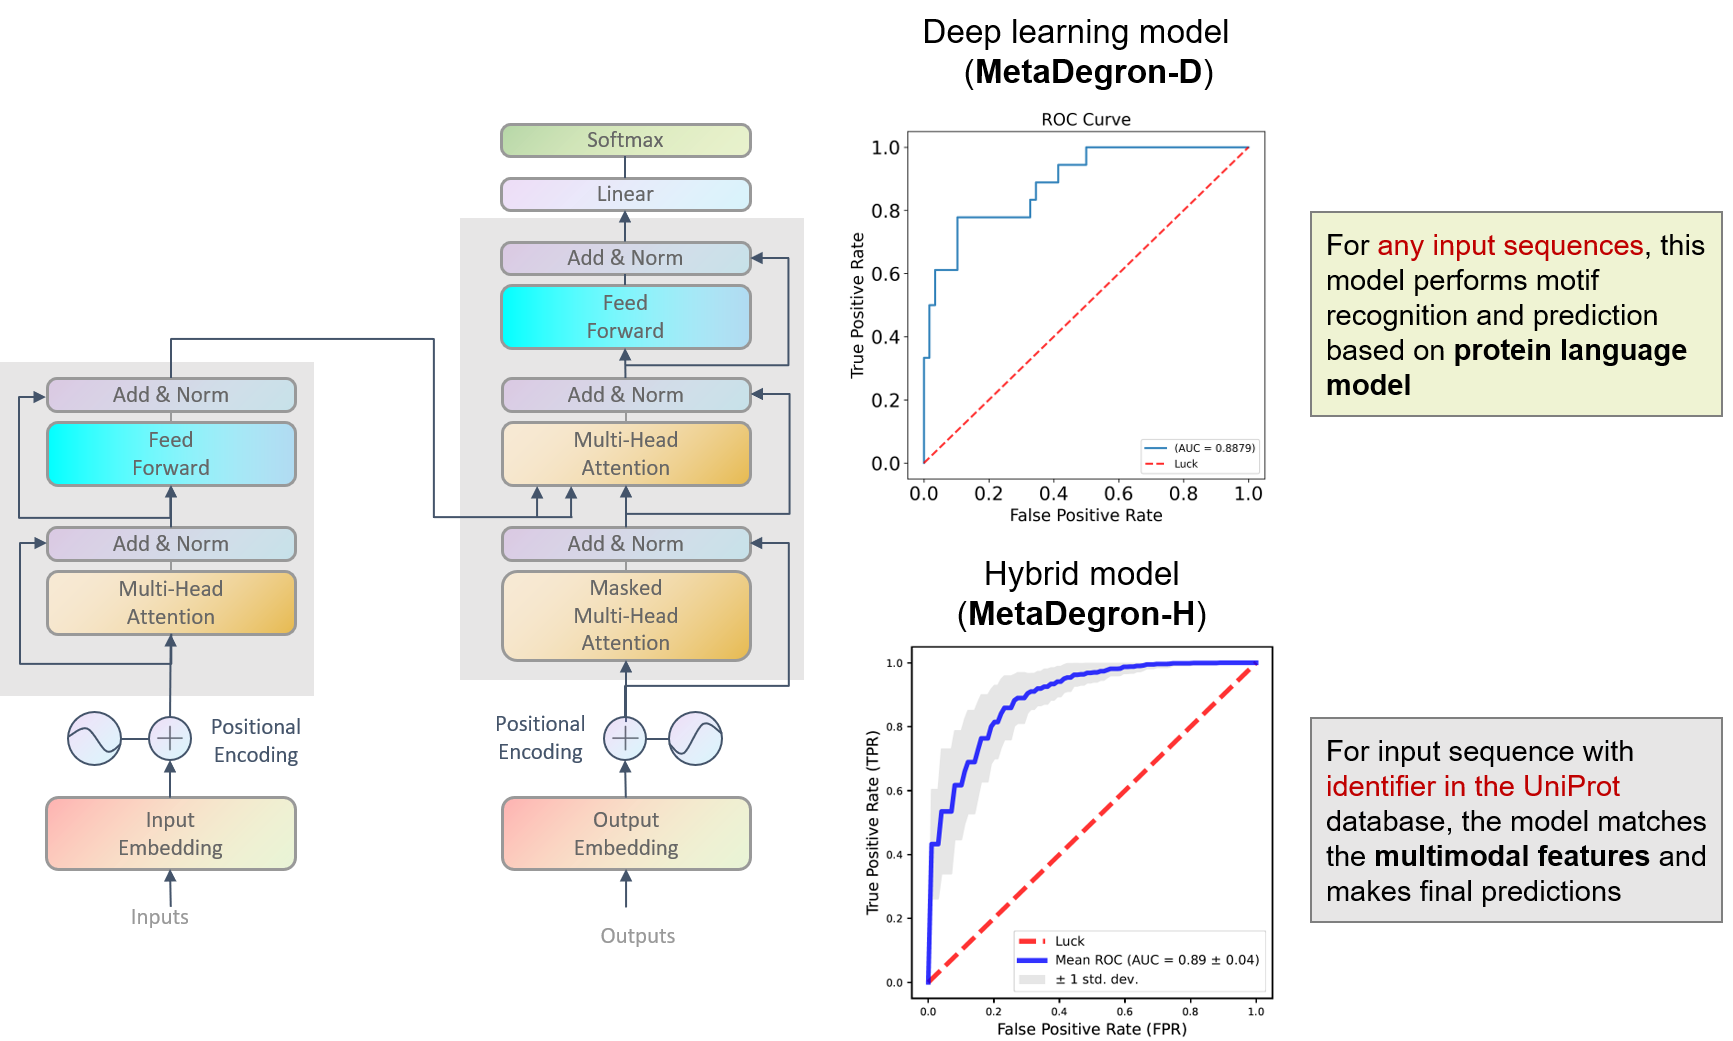 Softmax
Linear
Add & Norm
Feed
Forward
Add & Norm
Multi-Head
Attention
Add & Norm
Masked
Multi-Head
Attention
Positional
Encoding
Output
Embedding
Outputs
Add & Norm
Feed
Forward
Add & Norm
Multi-Head
Attention
Positional
Encoding
Input
Embedding
Inputs
Deep learning model
(MetaDegron-D)
ROC Curve
True Positive Rate
1.0
0.8
0.6
0.4
0.2
0.0
(AUC = 0.8879)
Luck
0.0 0.2 0.4 0.6 0.8 1.0
False Positive Rate
For any input sequences, this
model performs motif
recognition and prediction
based on protein language
model
Hybrid model
(MetaDegron-H)
True Positive Rate (TPR)
1.0
0.8
0.6
0.4
0.2
0.0
Luck
Mean ROC (AUC = 0.89 ± 0.04)
± 1 std. dev.
0.0 0.2 0.4 0.6 0.8 1.0
False Positive Rate (FPR)
For input sequence with
identifier in the UniProt
database, the model matches
the multimodal features and
makes final predictions